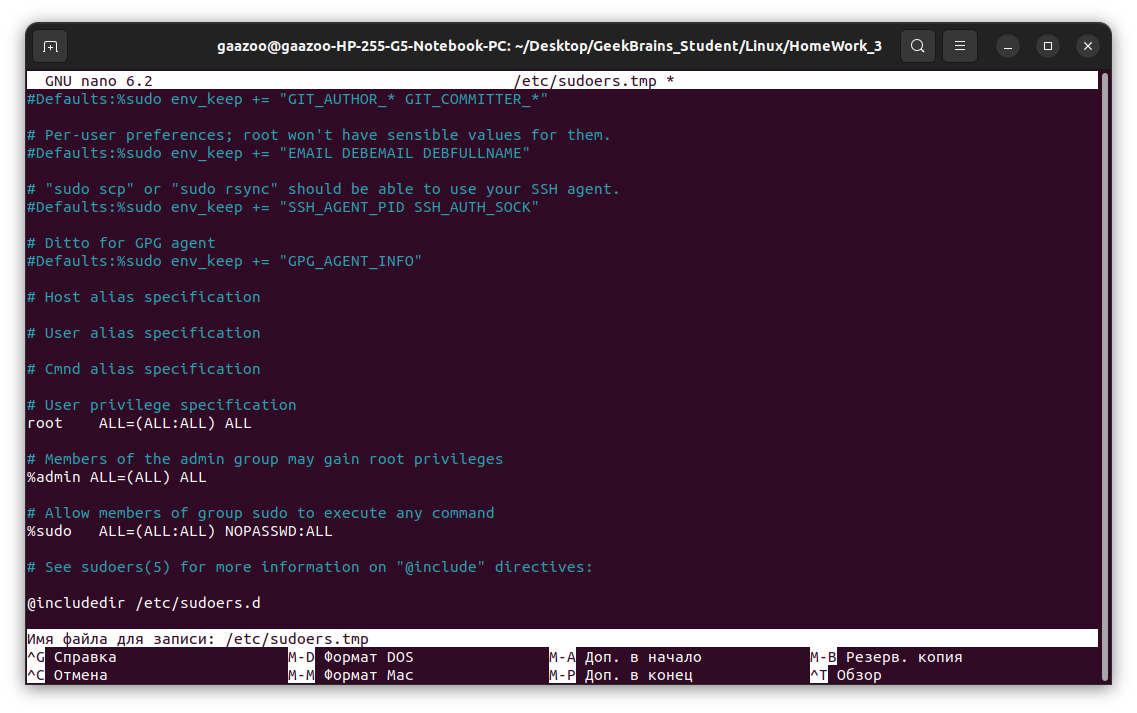 gaazoo@gaazoo-HP-255-G5-Notebook-PC: ~/Desktop/GeekBrains_Student/Linux/HomeWork_3
GNU nano 6.2 /etc/sudoers.tmp *
#Defaults:%sudo env_keep += "GIT_AUTHOR_* GIT_COMMITTER_*"
# Per-user preferences; root won't have sensible values for them.
#Defaults:%sudo env_keep += "EMAIL DEBEMAIL DEBFULLNAME"
# "sudo scp" or "sudo rsync" should be able to use your SSH agent.
#Defaults:%sudo env_keep += "SSH_AGENT_PID SSH_AUTH_SOCK"
# Ditto for GPG agent
#Defaults:%sudo env_keep += "GPG_AGENT_INFO"
# Host alias specification
# User alias specification
# Cmnd alias specification
# User privilege specification
root    ALL=(ALL:ALL) ALL
# Members of the admin group may gain root privileges
%admin ALL=(ALL) ALL
# Allow members of group sudo to execute any command
%sudo   ALL=(ALL:ALL) NOPASSWD:ALL
# See sudoers(5) for more information on "@include" directives:
@includedir /etc/sudoers.d
Имя файла для записи: /etc/sudoers.tmp
^G Справка M-D Формат DOS M-A Доп. в начало M-B Резерв. копия
^C Отмена M-M Формат Mac M-P Доп. в конец ^T Обзор